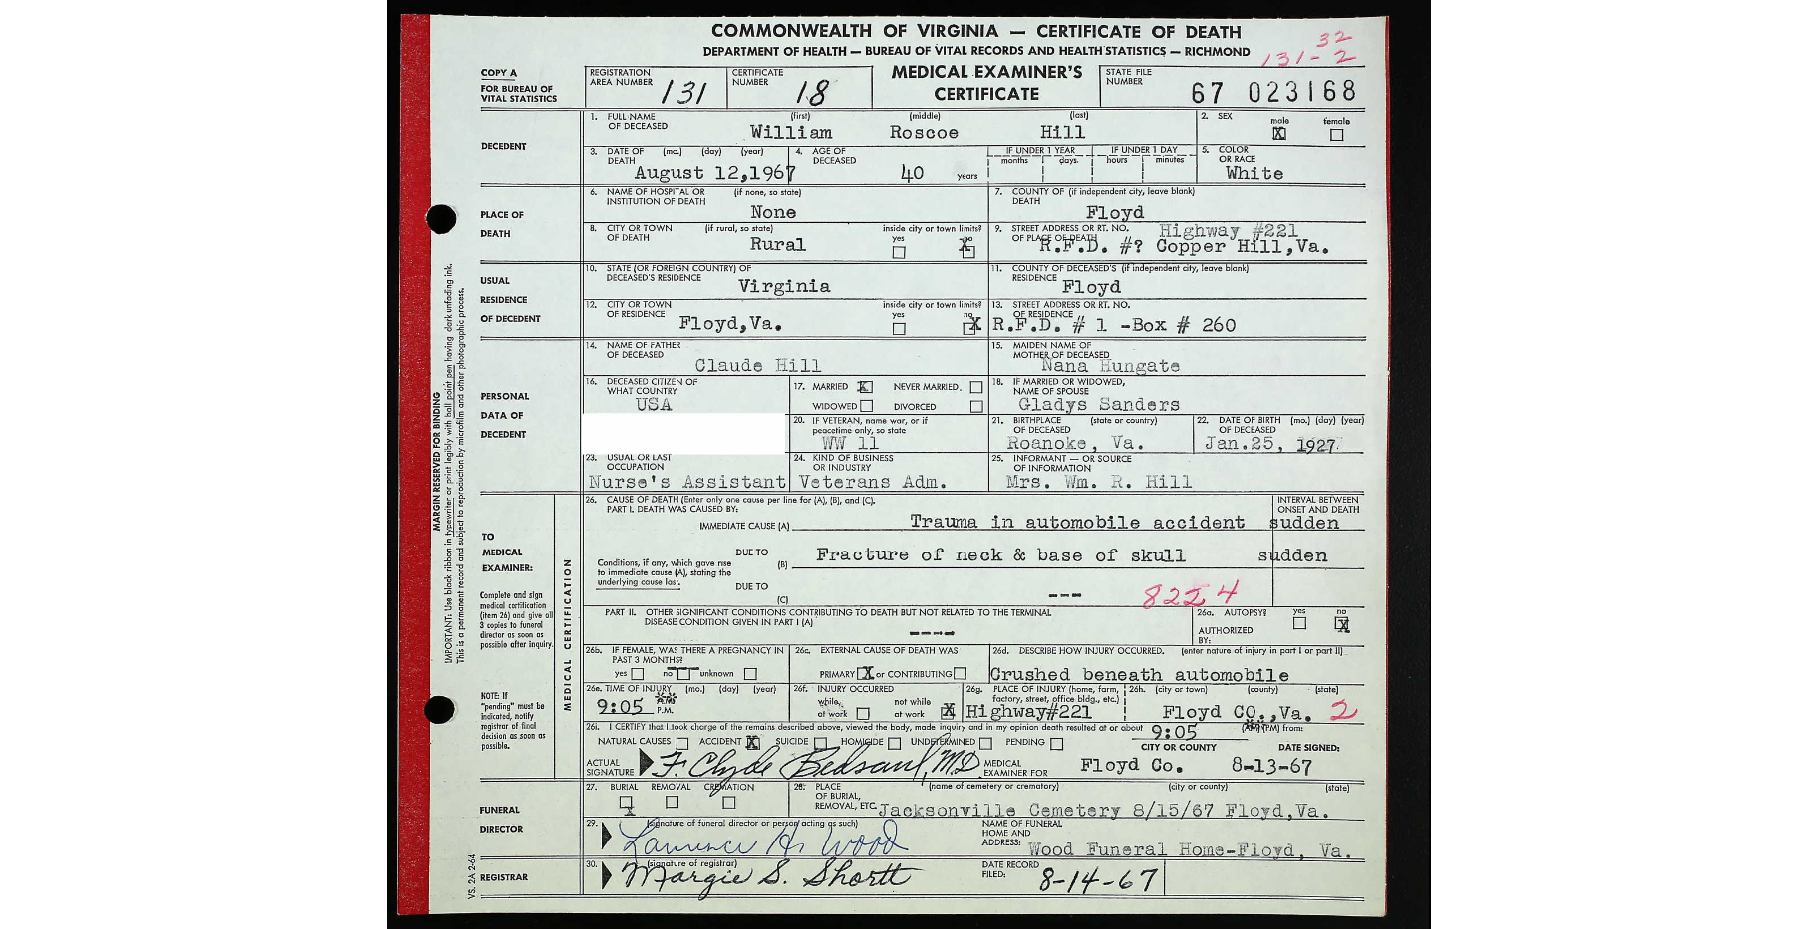 COMMONWEALTH OF VIRGINIA — CERTIFICATE OF DEATH
DEPARTMENT OF HEALTH — BUREAU OF VITAL RECORDS AND HEALTH STATISTICS — RICHMOND
32
131-2
COPY A
FOR BUREAU OF
VITAL STATISTICS
REGISTRATION
AREA NUMBER 131
CERTIFICATE
NUMBER 18
MEDICAL EXAMINER'S
CERTIFICATE
STATE FILE
NUMBER 67 023168
DECEDENT
1. FULL NAME OF DECEASED (first) (middle) (last)
William Roscoe Hill
2. SEX male X female
3. DATE OF DEATH (mo.) (day) (year)
August 12,1967
4. AGE OF DECEASED
40 years
IF UNDER 1 YEAR months days
IF UNDER 1 DAY hours minutes
5. COLOR OR RACE
White
PLACE OF
DEATH
6. NAME OF HOSPITAL OR INSTITUTION OF DEATH (if none, so state)
None
7. COUNTY OF DEATH (if independent city, leave blank)
Floyd
8. CITY OR TOWN OF DEATH (if rural, so state)
Rural
inside city or town limits? yes no X
9. STREET ADDRESS OR RT. NO. OF PLACE OF DEATH
Highway #221
R.F.D. #? Copper Hill,Va.
USUAL
RESIDENCE
OF DECEDENT
10. STATE (OR FOREIGN COUNTRY) OF DECEASED'S RESIDENCE
Virginia
11. COUNTY OF DECEASED'S RESIDENCE (if independent city, leave blank)
Floyd
12. CITY OR TOWN OF RESIDENCE
Floyd,Va.
inside city or town limits? yes no X
13. STREET ADDRESS OR RT. NO. OF RESIDENCE
R.F.D. # 1 -Box # 260
PERSONAL
DATA OF
DECEDENT
14. NAME OF FATHER OF DECEASED
Claude Hill
15. MAIDEN NAME OF MOTHER OF DECEASED
Nana Hungate
16. DECEASED CITIZEN OF WHAT COUNTRY
USA
17. MARRIED X NEVER MARRIED
WIDOWED DIVORCED
18. IF MARRIED OR WIDOWED, NAME OF SPOUSE
Gladys Sanders
20. IF VETERAN, name war, or if peacetime only, so state
WW 11
21. BIRTHPLACE OF DECEASED (state or country)
Roanoke, Va.
22. DATE OF BIRTH OF DECEASED (mo.) (day) (year)
Jan.25, 1927
23. USUAL OR LAST OCCUPATION
Nurse's Assistant
24. KIND OF BUSINESS OR INDUSTRY
Veterans Adm.
25. INFORMANT — OR SOURCE OF INFORMATION
Mrs. Wm. R. Hill
TO
MEDICAL
EXAMINER:
Complete and sign
medical certification
(item 26) and give all
3 copies to funeral
director as soon as
possible after inquiry.
NOTE: If
"pending" must be
indicated, notify
registrar of final
decision as soon as
possible.
MEDICAL CERTIFICATION
26. CAUSE OF DEATH (Enter only one cause per line for (A), (B), and (C).
PART I. DEATH WAS CAUSED BY:
INTERVAL BETWEEN
ONSET AND DEATH
IMMEDIATE CAUSE (A) Trauma in automobile accident sudden
DUE TO (B) Fracture of neck & base of skull sudden
Conditions, if any, which gave rise
to immediate cause (A), stating the
underlying cause last.
DUE TO (C) ---
PART II. OTHER SIGNIFICANT CONDITIONS CONTRIBUTING TO DEATH BUT NOT RELATED TO THE TERMINAL
DISEASE CONDITION GIVEN IN PART I (A)
----
26a. AUTOPSY? yes no X
AUTHORIZED
BY:
26b. IF FEMALE, WAS THERE A PREGNANCY IN
PAST 3 MONTHS?
yes no unknown
26c. EXTERNAL CAUSE OF DEATH WAS
PRIMARY X or CONTRIBUTING
26d. DESCRIBE HOW INJURY OCCURRED. (enter nature of injury in part I or part II)
Crushed beneath automobile
26e. TIME OF INJURY (mo.) (day) (year)
9:05 P.M.
26f. INJURY OCCURRED
while at work not while at work X
26g. PLACE OF INJURY (home, farm, factory, street, office bldg., etc.)
Highway#221
26h. (city or town) (county) (state)
Floyd CO.,Va. 2
26i. I CERTIFY that I took charge of the remains described above, viewed the body, made inquiry and in my opinion death resulted at or about 9:05 (PM) from:
NATURAL CAUSES ACCIDENT X SUICIDE HOMICIDE UNDETERMINED PENDING
CITY OR COUNTY DATE SIGNED:
ACTUAL
SIGNATURE F. Clyde Bedsaul, MD
MEDICAL
EXAMINER FOR Floyd Co. 8-13-67
FUNERAL
DIRECTOR
27. BURIAL X REMOVAL CREMATION
28. PLACE OF BURIAL, REMOVAL, ETC. (name of cemetery or crematory) (city or county) (state)
Jacksonville Cemetery 8/15/67 Floyd,Va.
29. (signature of funeral director or person acting as such)
Laurence H. Wood
NAME OF FUNERAL
HOME AND
ADDRESS: Wood Funeral Home-Floyd, Va.
REGISTRAR
30. (signature of registrar)
Margie S. Shortt
DATE RECORD
FILED: 8-14-67
MARGIN RESERVED FOR BINDING
IMPORTANT: Use black ribbon in typewriter or print legibly with ball point pen having dark unfading ink.
This is a permanent record and subject to reproduction by microfilm and other photographic process.
VS. 2A 2-64